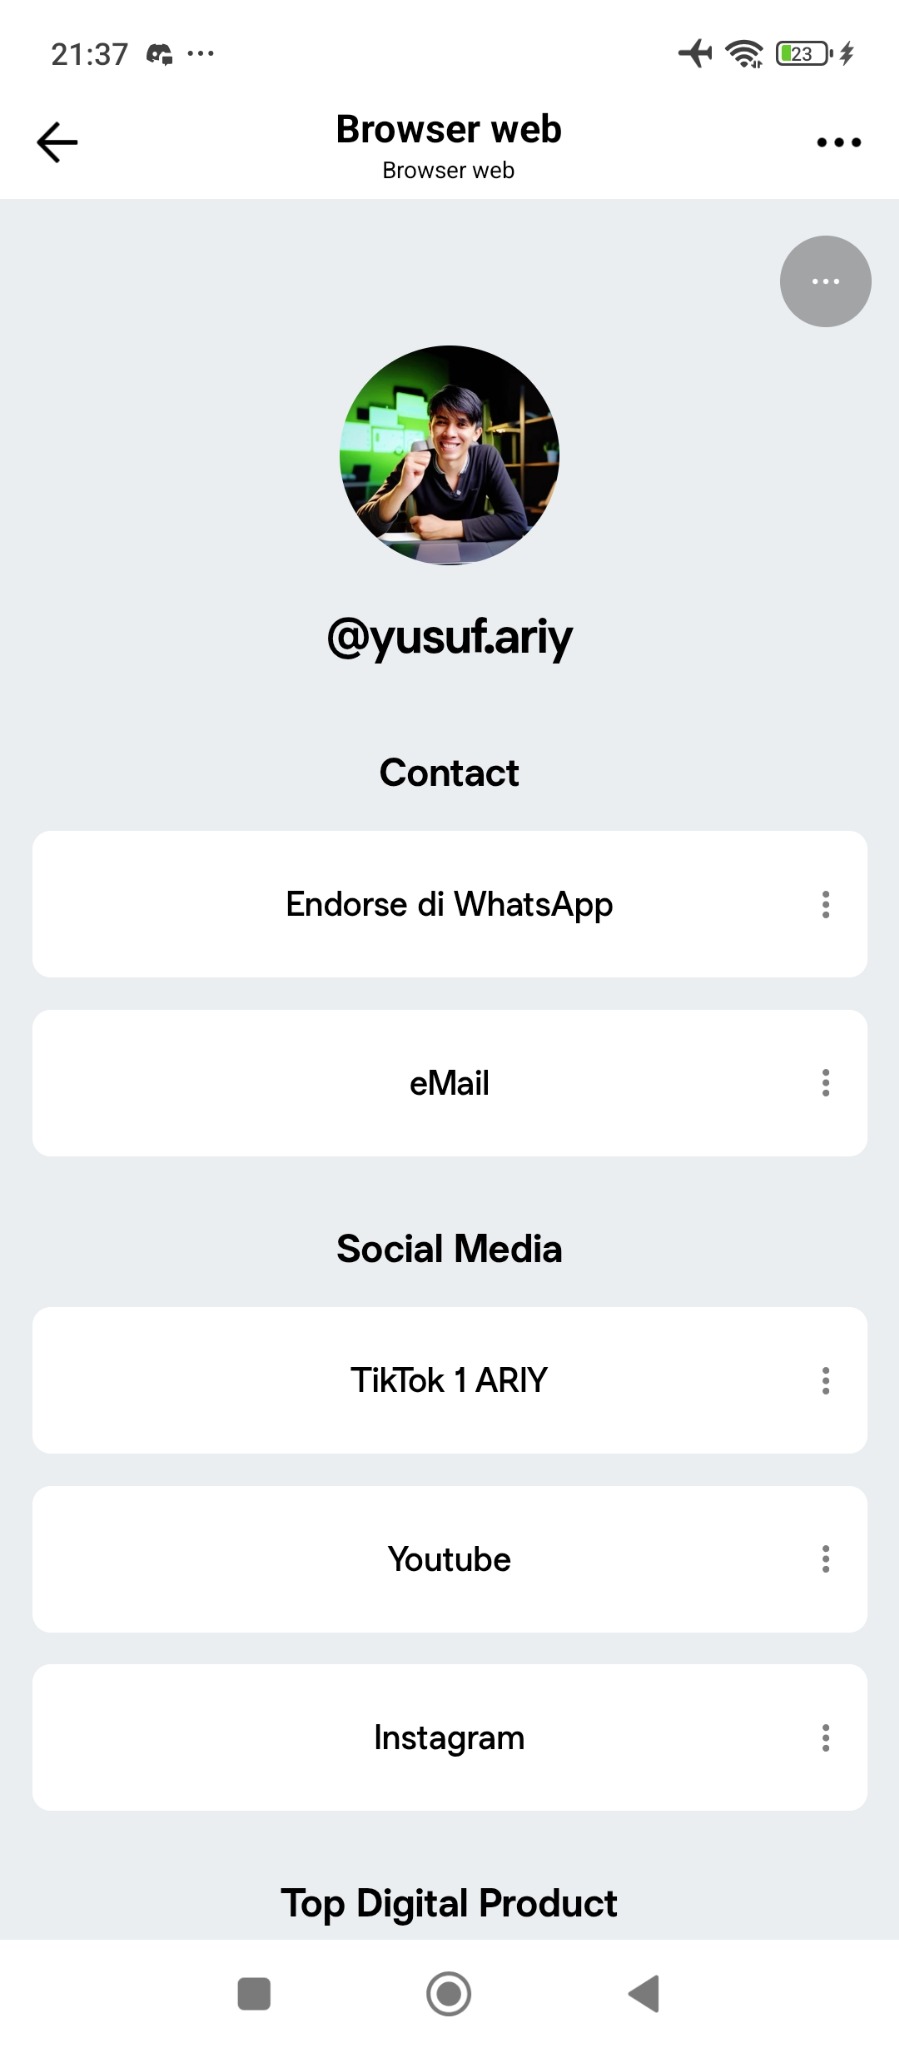 21:37
23
Browser web
Browser web
@yusuf.ariy
Contact
Endorse di WhatsApp
eMail
Social Media
TikTok 1 ARIY
Youtube
Instagram
Top Digital Product